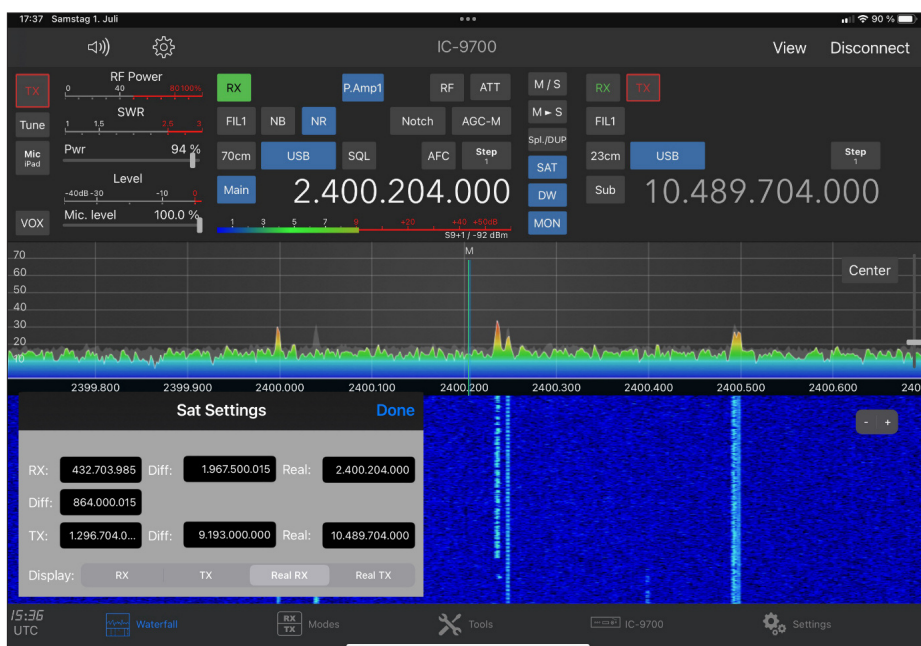 17:37 Samstag 1. Juli
90 %
IC-9700
View Disconnect
TX
RF Power
0 40 80 100%
SWR
1 1.5 2.5 3
Tune
Pwr 94 %
Mic
iPad
Level
-40dB -30 -10 0
Mic. level 100.0 %
VOX
RX P.Amp1 RF ATT
FIL1 NB NR Notch AGC-M
70cm USB SQL AFC Step
1
Main 2.400.204.000
1 3 5 7 9 +20 +40 +50dB
S9+1 / -92 dBm
M / S
M ► S
Spl./DUP
SAT
DW
MON
RX TX
FIL1
23cm USB Step
1
Sub 10.489.704.000
M
Center
70
60
50
40
30
20
10
2399.800 2399.900 2400.000 2400.100 2400.200 2400.300 2400.400 2400.500 2400.600 240
- +
Sat Settings Done
RX: 432.703.985 Diff: 1.967.500.015 Real: 2.400.204.000
Diff: 864.000.015
TX: 1.296.704.0... Diff: 9.193.000.000 Real: 10.489.704.000
Display: RX TX Real RX Real TX
15:36
UTC
Waterfall
RX
TX
Modes
Tools
IC-9700
Settings